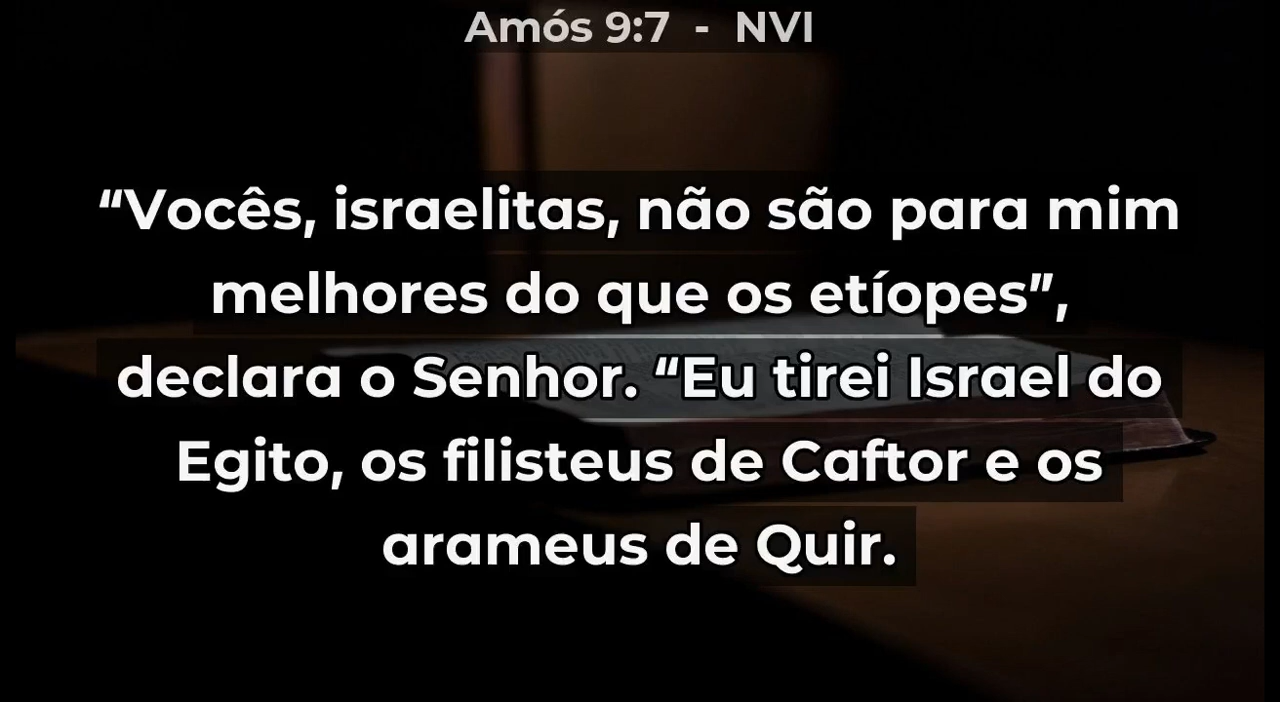 Amós 9:7 - NVI
“Vocês, israelitas, não são para mim
melhores do que os etíopes”,
declara o Senhor. “Eu tirei Israel do
Egito, os filisteus de Caftor e os
arameus de Quir.